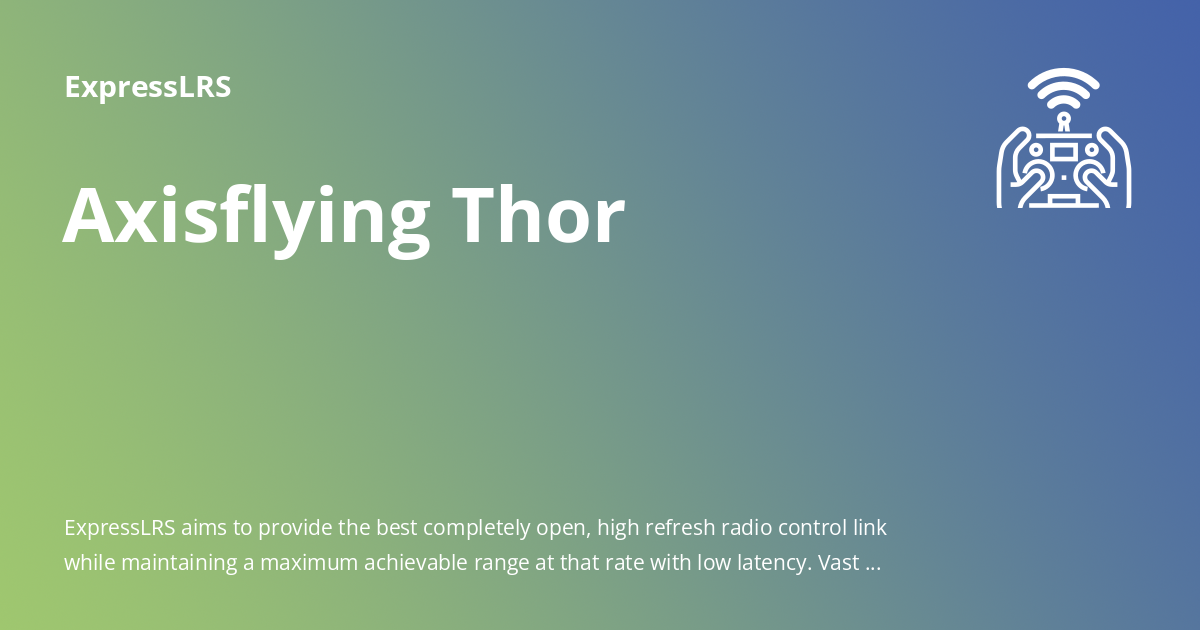 ExpressLRS
Axisflying Thor
ExpressLRS aims to provide the best completely open, high refresh radio control link
while maintaining a maximum achievable range at that rate with low latency. Vast ...